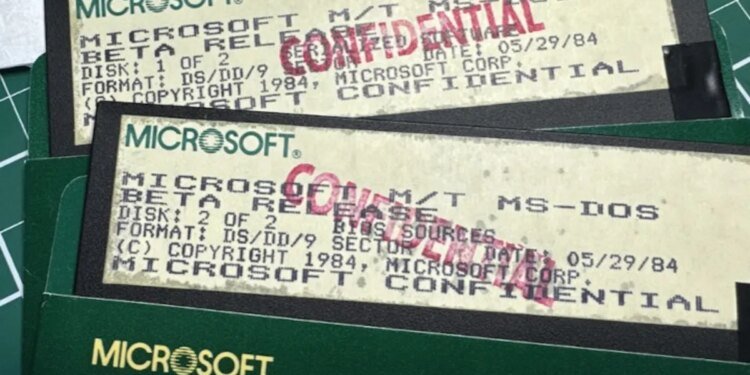 MICROSOFT
MICROSOFT M/T MS-DOS
BETA RELEASE SERIALIZED SOFTWARE
DISK: 1 OF 2 DATE: 05/29/84
FORMAT: DS/DD/9
(C) COPYRIGHT 1984, MICROSOFT CORP.
MICROSOFT CONFIDENTIAL
CONFIDENTIAL
MICROSOFT®
MICROSOFT M/T MS-DOS
BETA RELEASE
DISK: 2 OF 2 BIOS SOURCES
FORMAT: DS/DD/9 SECTOR DATE: 05/29/84
(C) COPYRIGHT 1984, MICROSOFT CORP.
MICROSOFT CONFIDENTIAL
CONFIDENTIAL
MICROSOFT